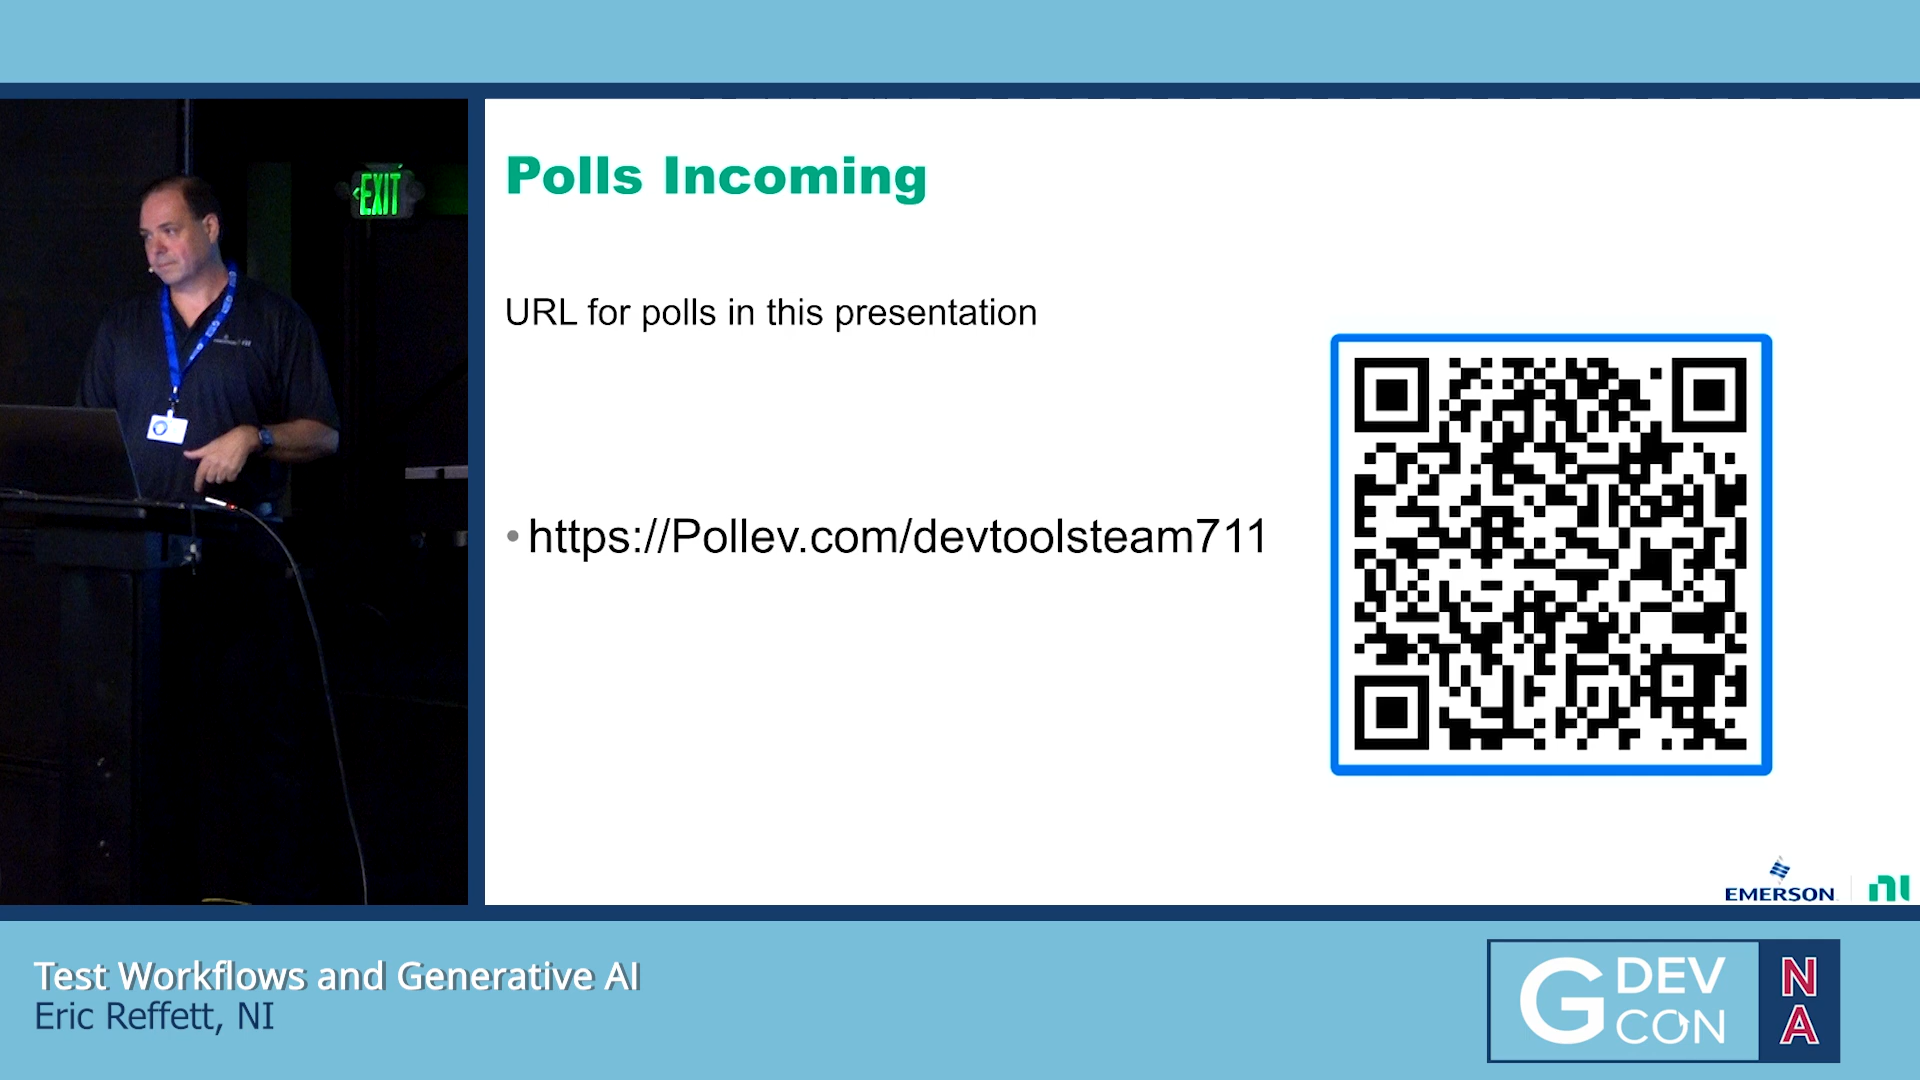 EXIT
Polls Incoming
URL for polls in this presentation
• https://Pollev.com/devtoolsteam711
EMERSON
ni
Test Workflows and Generative AI
Eric Reffett, NI
G DEV CON NA